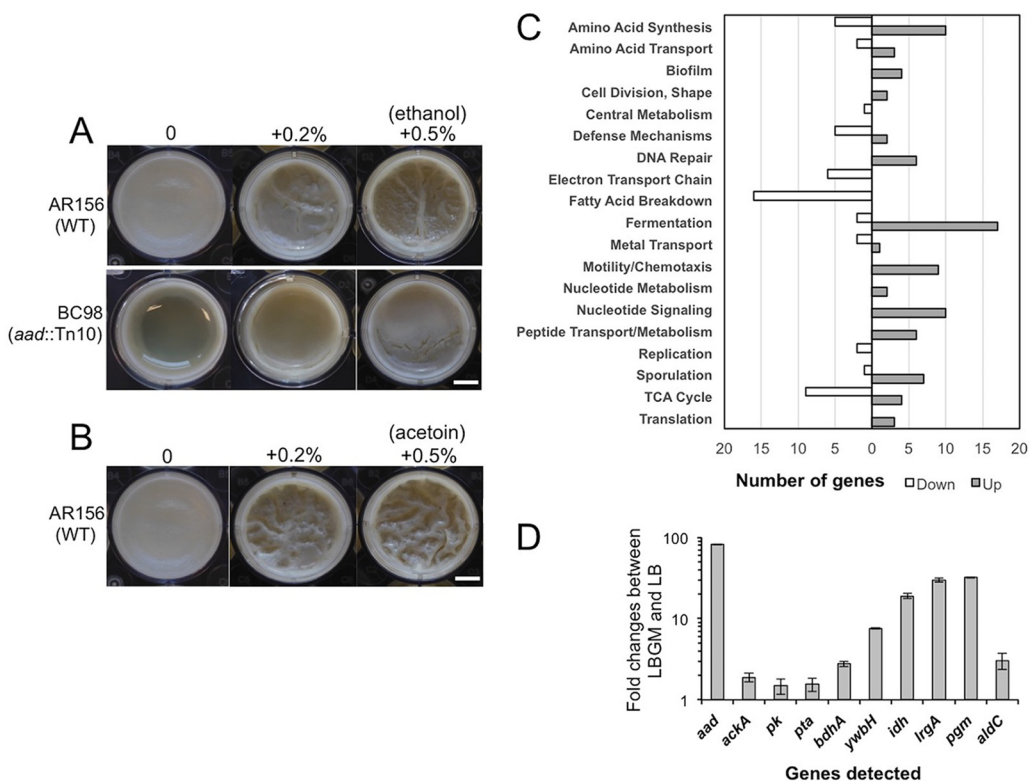 A
(ethanol)
0
+0.2%
+0.5%
AR156
(WT)
BC98
(aad::Tn10)
B
(acetoin)
0
+0.2%
+0.5%
AR156
(WT)
C
Amino Acid Synthesis
Amino Acid Transport
Biofilm
Cell Division, Shape
Central Metabolism
Defense Mechanisms
DNA Repair
Electron Transport Chain
Fatty Acid Breakdown
Fermentation
Metal Transport
Motility/Chemotaxis
Nucleotide Metabolism
Nucleotide Signaling
Peptide Transport/Metabolism
Replication
Sporulation
TCA Cycle
Translation
20 15 10 5 0 5 10 15 20
Number of genes
Down
Up
D
Fold changes between
LBGM and LB
100
10
1
aad
ackA
pk
pta
bdhA
ywbH
idh
lrgA
pgm
aldC
Genes detected